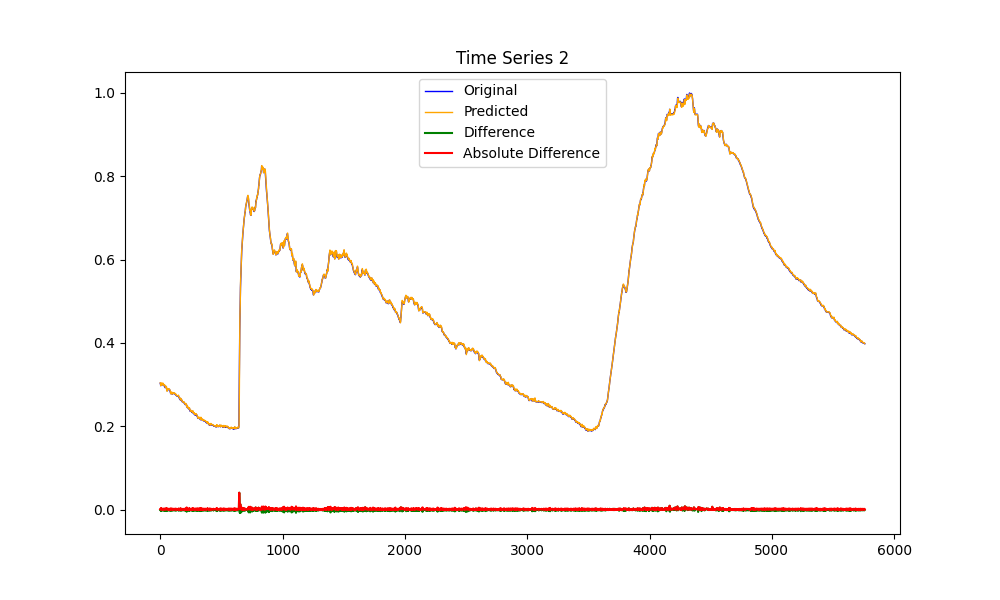 Time Series 2
Original
Predicted
Difference
Absolute Difference
1.0
0.8
0.6
0.4
0.2
0.0
0 1000 2000 3000 4000 5000 6000